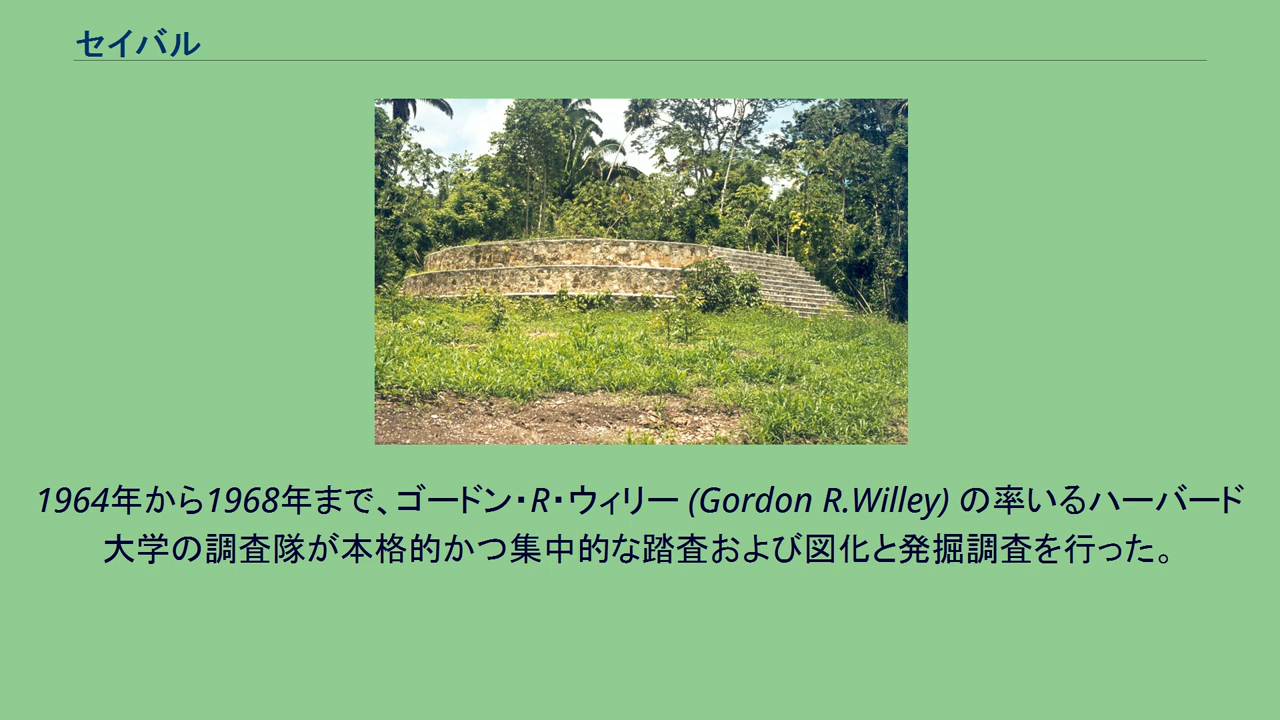 セイバル
1964年から1968年まで、ゴードン・R・ウィリー (Gordon R.Willey) の率いるハーバード
大学の調査隊が本格的かつ集中的な踏査および図化と発掘調査を行った。